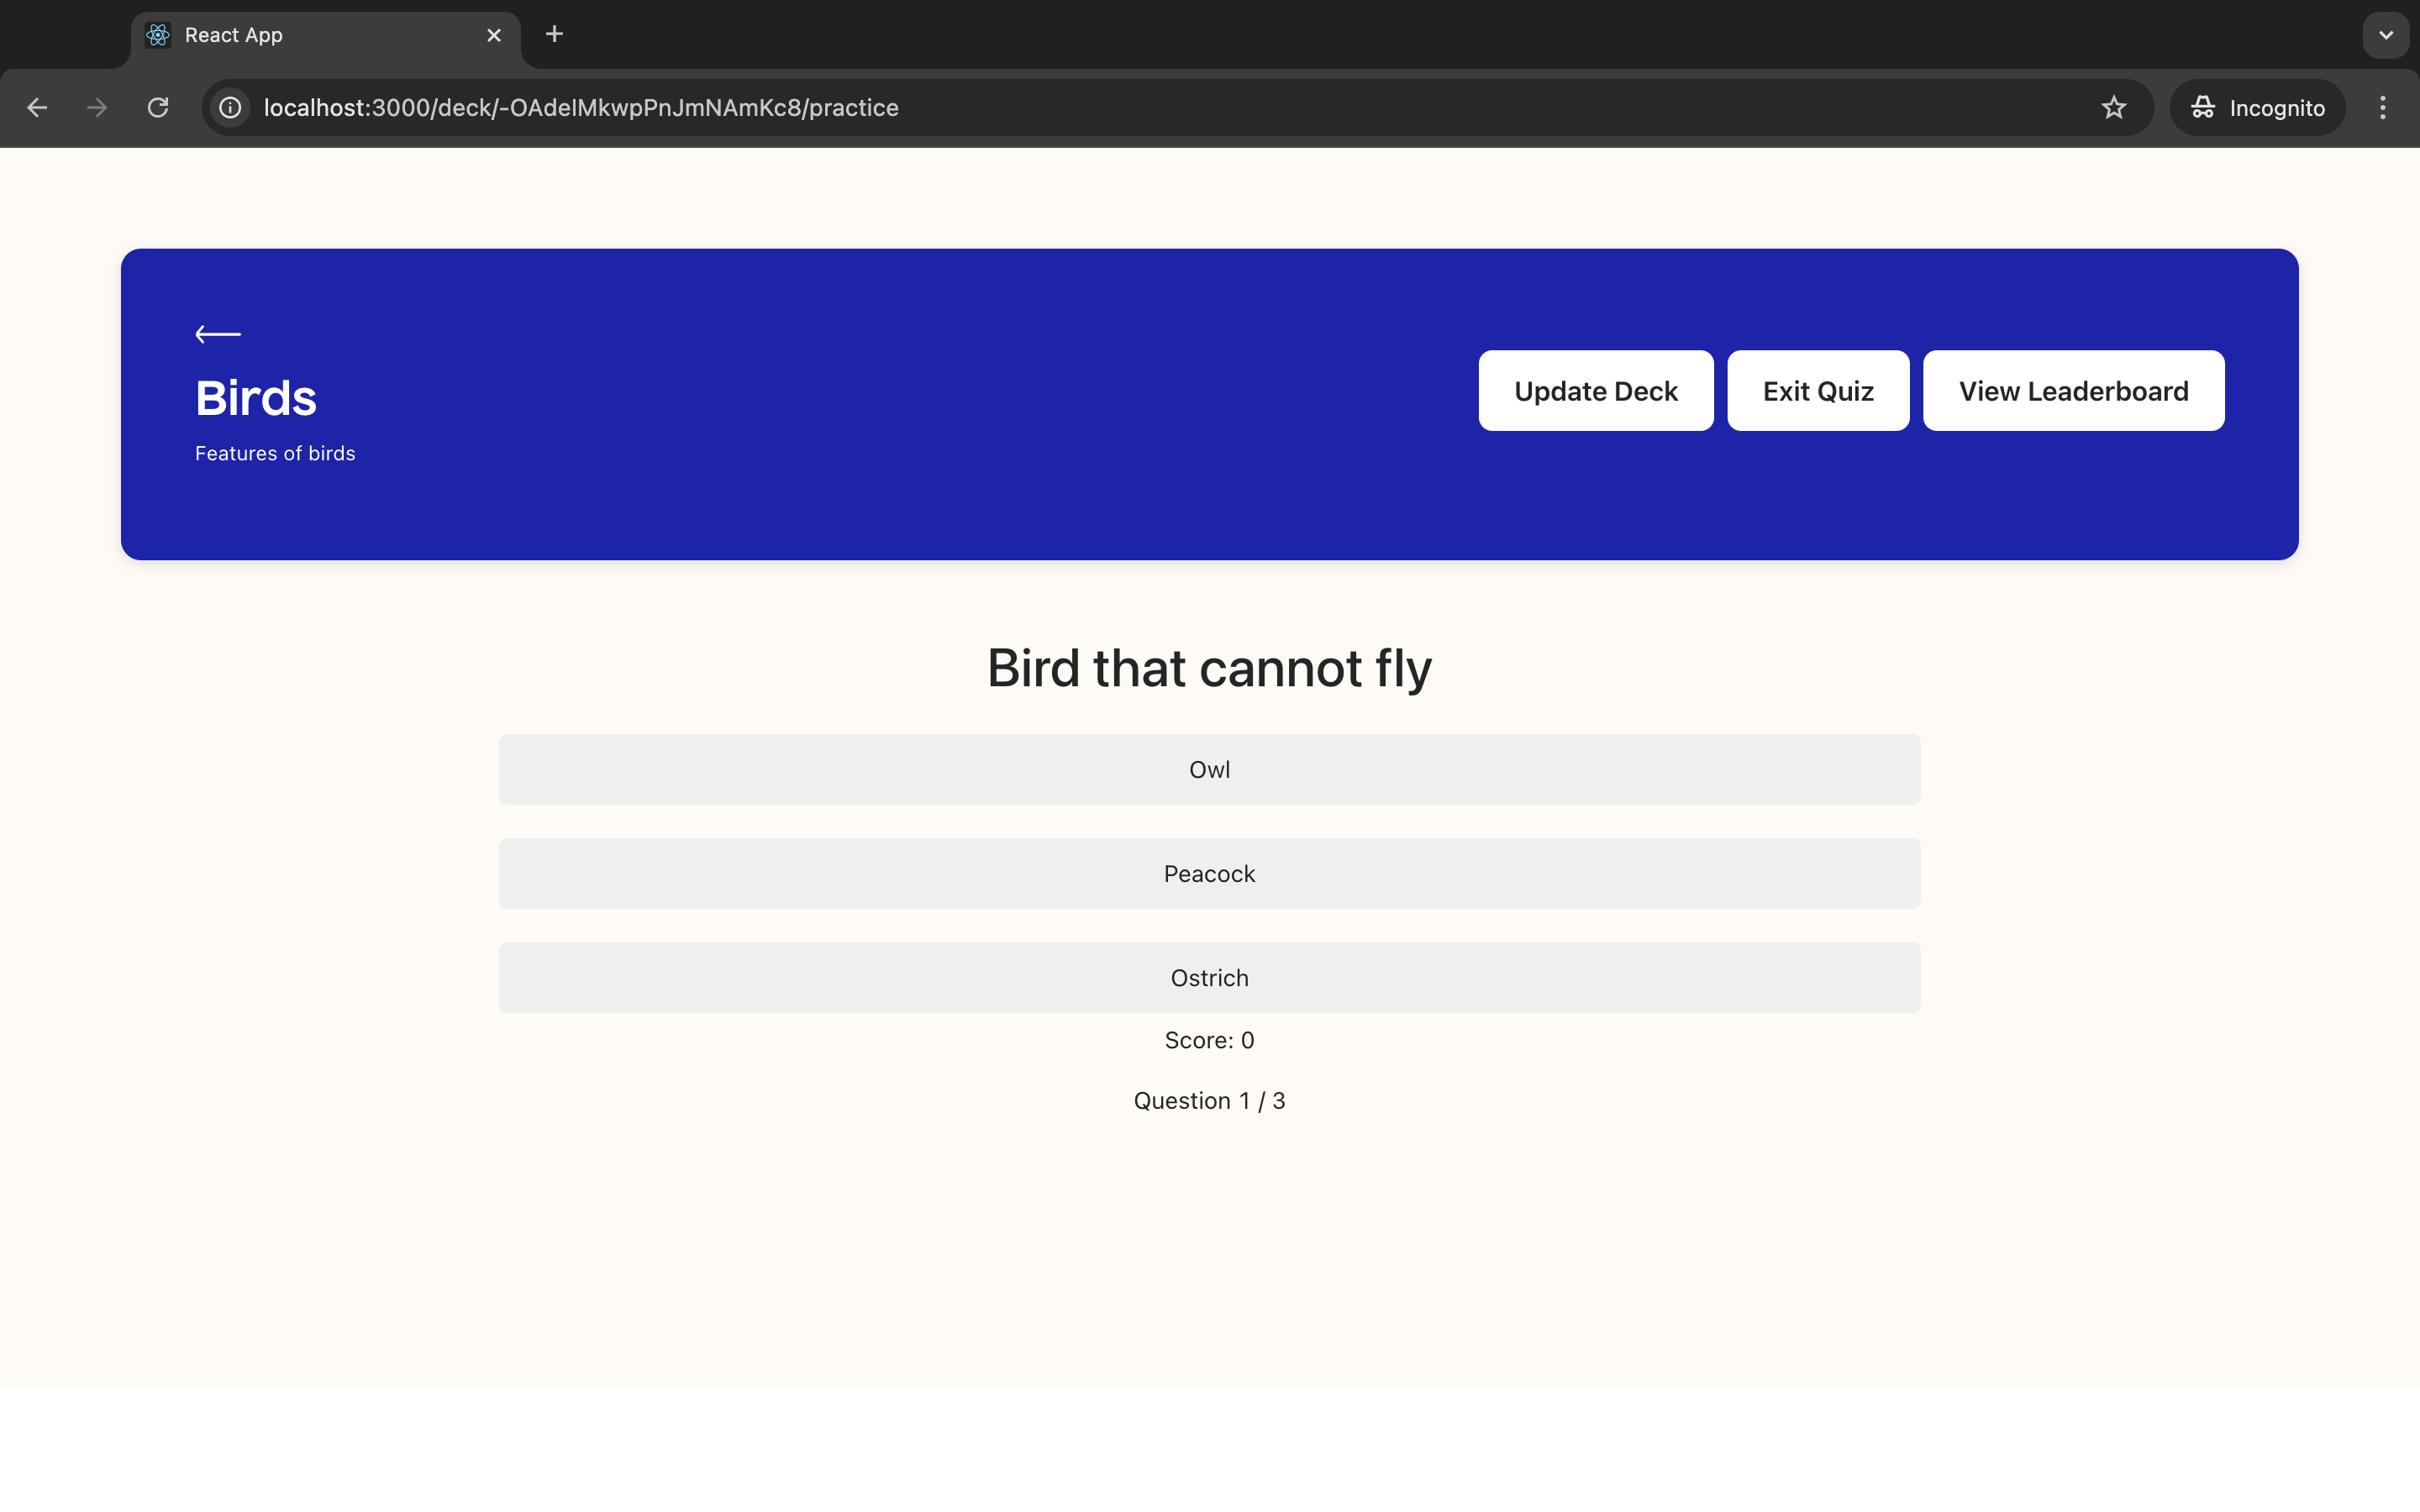 React App
localhost:3000/deck/-OAdelMkwpPnJmNAmKc8/practice
Incognito
Birds
Features of birds
Update Deck
Exit Quiz
View Leaderboard
Bird that cannot fly
Owl
Peacock
Ostrich
Score: 0
Question 1 / 3